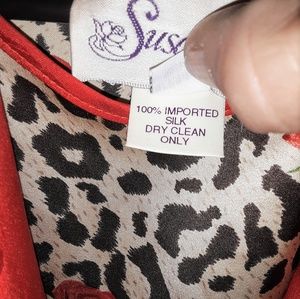 100% IMPORTED
SILK
DRY CLEAN
ONLY